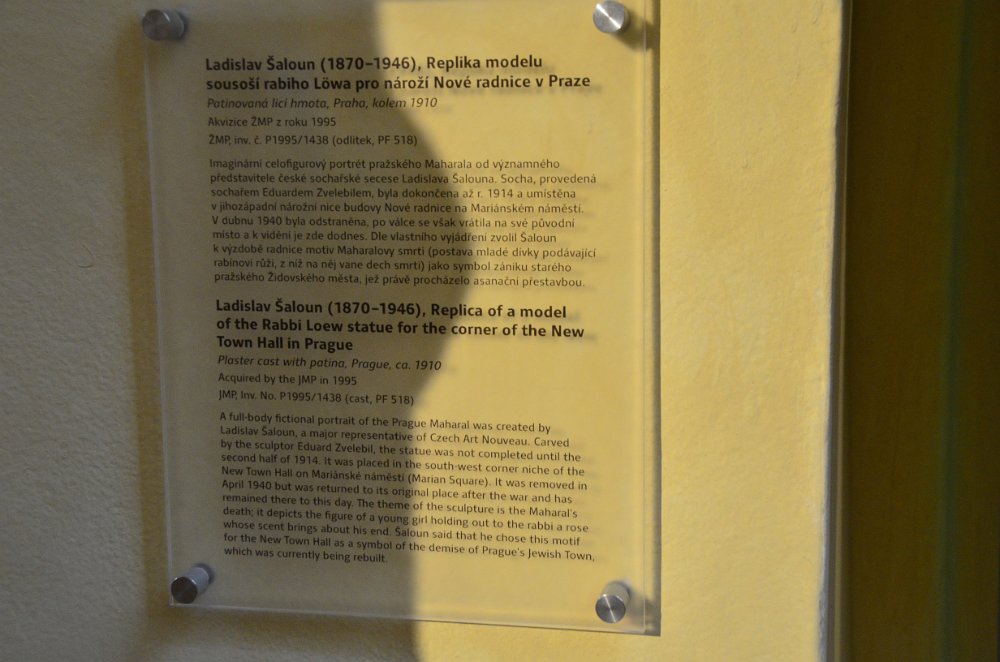 Ladislav Šaloun (1870–1946), Replika modelu
sousoší rabiho Löwa pro nároží Nové radnice v Praze
Patinovaná licí hmota, Praha, kolem 1910
Akvizice ŽMP z roku 1995
ŽMP, inv. č. P1995/1438 (odlitek, PF 518)
Imaginární celofigurový portrét pražského Maharala od významného
představitele české sochařské secese Ladislava Šalouna. Socha, provedená
sochařem Eduardem Zvelebilem, byla dokončena až r. 1914 a umístěna
v jihozápadní nárožní nice budovy Nové radnice na Mariánském náměstí.
V dubnu 1940 byla odstraněna, po válce se však vrátila na své původní
místo a k vidění je zde dodnes. Dle vlastního vyjádření zvolil Šaloun
k výzdobě radnice motiv Maharalovy smrti (postava mladé dívky podávající
rabínovi růži, z níž na něj vane dech smrti) jako symbol zániku starého
pražského Židovského města, jež právě procházelo asanační přestavbou.
Ladislav Šaloun (1870–1946), Replica of a model
of the Rabbi Loew statue for the corner of the New
Town Hall in Prague
Plaster cast with patina, Prague, ca. 1910
Acquired by the JMP in 1995
JMP, Inv. No. P1995/1438 (cast, PF 518)
A full-body fictional portrait of the Prague Maharal was created by
Ladislav Šaloun, a major representative of Czech Art Nouveau. Carved
by the sculptor Eduard Zvelebil, the statue was not completed until the
second half of 1914. It was placed in the south-west corner niche of the
New Town Hall on Mariánské náměstí (Marian Square). It was removed in
April 1940 but was returned to its original place after the war and has
remained there to this day. The theme of the sculpture is the Maharal's
death; it depicts the figure of a young girl holding out to the rabbi a rose
whose scent brings about his end. Šaloun said that he chose this motif
for the New Town Hall as a symbol of the demise of Prague's Jewish Town,
which was currently being rebuilt.